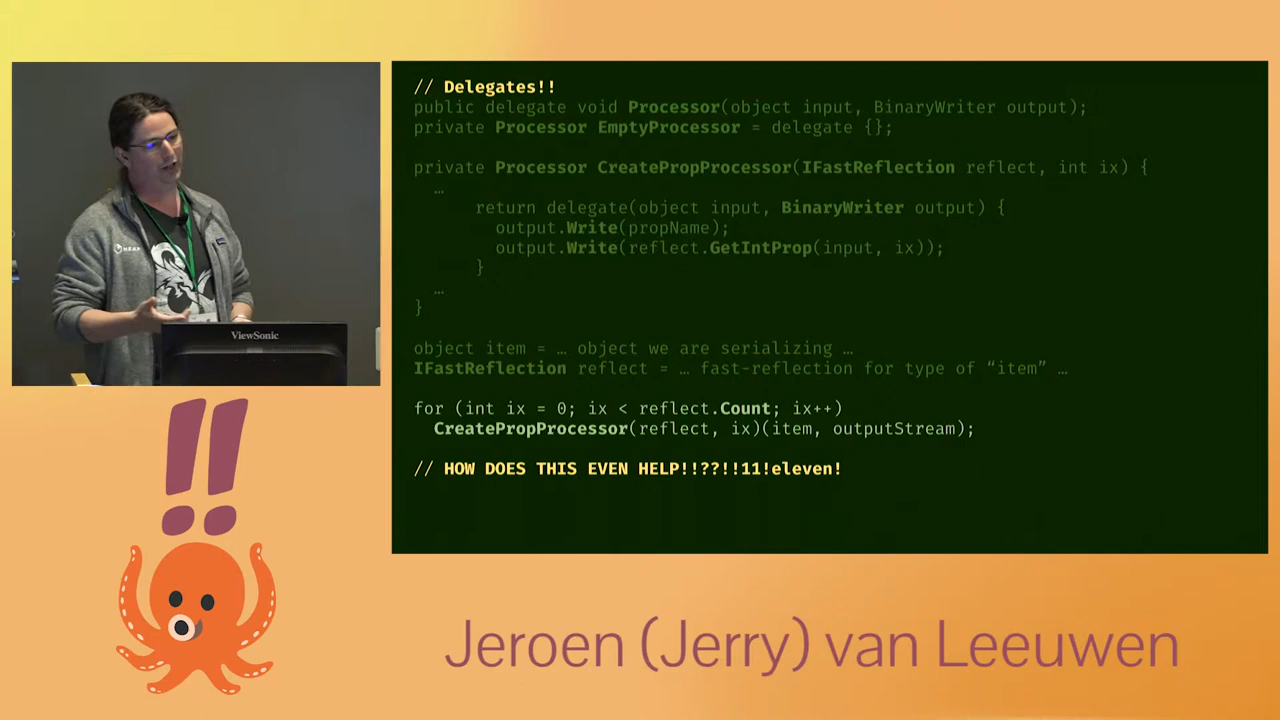 // Delegates!!
public delegate void Processor(object input, BinaryWriter output);
private Processor EmptyProcessor = delegate {};
private Processor CreatePropProcessor(IFastReflection reflect, int ix) {
…
return delegate(object input, BinaryWriter output) {
output.Write(propName);
output.Write(reflect.GetIntProp(input, ix));
}
…
}
object item = … object we are serializing …
IFastReflection reflect = … fast-reflection for type of “item” …
for (int ix = 0; ix < reflect.Count; ix++)
CreatePropProcessor(reflect, ix)(item, outputStream);
// HOW DOES THIS EVEN HELP!!??!!11!eleven!
HEAP
ViewSonic
!!
Jeroen (Jerry) van Leeuwen